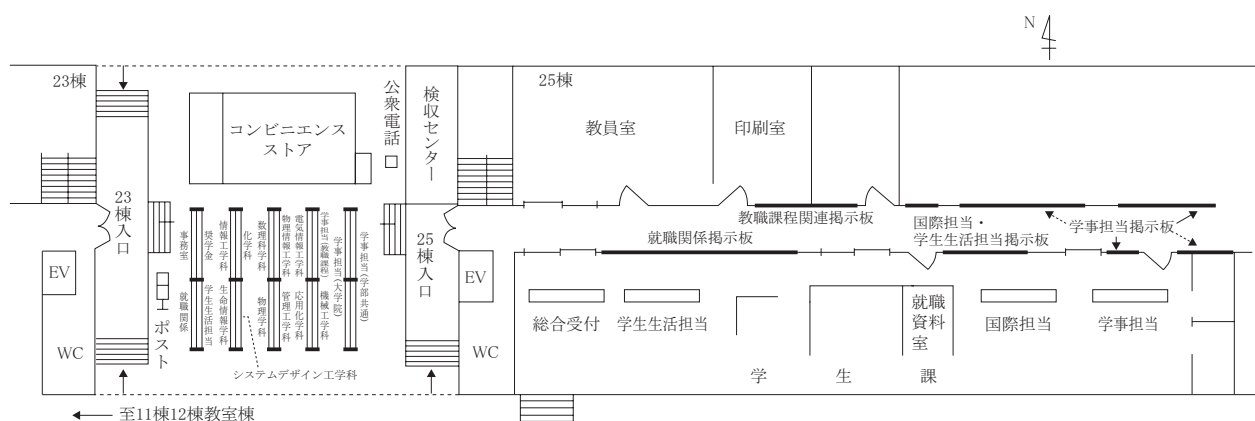 N
23棟
25棟
公衆電話
検収センター
コンビニエンス
ストア
教員室
印刷室
23棟入口
25棟入口
教職課程関連掲示板
国際担当・
学生生活担当掲示板
学事担当掲示板
就職関係掲示板
事務室
奨学金
情報工学科
化学科
数理科学科
物理情報工学科
電気情報工学科
学事担当(教職課程)
学事担当(大学院)
学事担当(学部共通)
就職関係
学生生活担当
生命情報学科
物理学科
管理工学科
応用化学科
機械工学科
システムデザイン工学科
EV
WC
ポスト
EV
WC
総合受付
学生生活担当
就職
資料
室
国際担当
学事担当
学生課
至11棟12棟教室棟